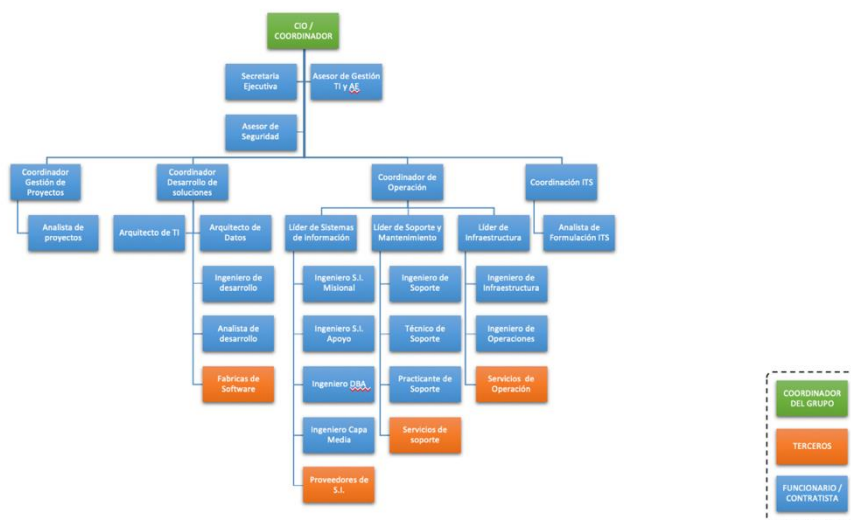 CIO /
COORDINADOR
Secretaria
Ejecutiva
Asesor de Gestión
TI y AE
Asesor de
Seguridad
Coordinador
Gestión de
Proyectos
Coordinador
Desarrollo de
soluciones
Coordinador de
Operación
Coordinación ITS
Analista de
proyectos
Arquitecto de TI
Arquitecto de
Datos
Líder de Sistemas
de información
Líder de Soporte y
Mantenimiento
Líder de
Infraestructura
Analista de
Formulación ITS
Ingeniero de
desarrollo
Ingeniero S.I.
Misional
Ingeniero de
Soporte
Ingeniero de
Infraestructura
Analista de
desarrollo
Ingeniero S.I.
Apoyo
Técnico de
Soporte
Ingeniero de
Operaciones
Fabricas de
Software
Ingeniero DBA
Practicante de
Soporte
Servicios de
Operación
Ingeniero Capa
Media
Servicios de
soporte
Proveedores de
S.I.
COORDINADOR
DEL GRUPO
TERCEROS
FUNCIONARIO /
CONTRATISTA